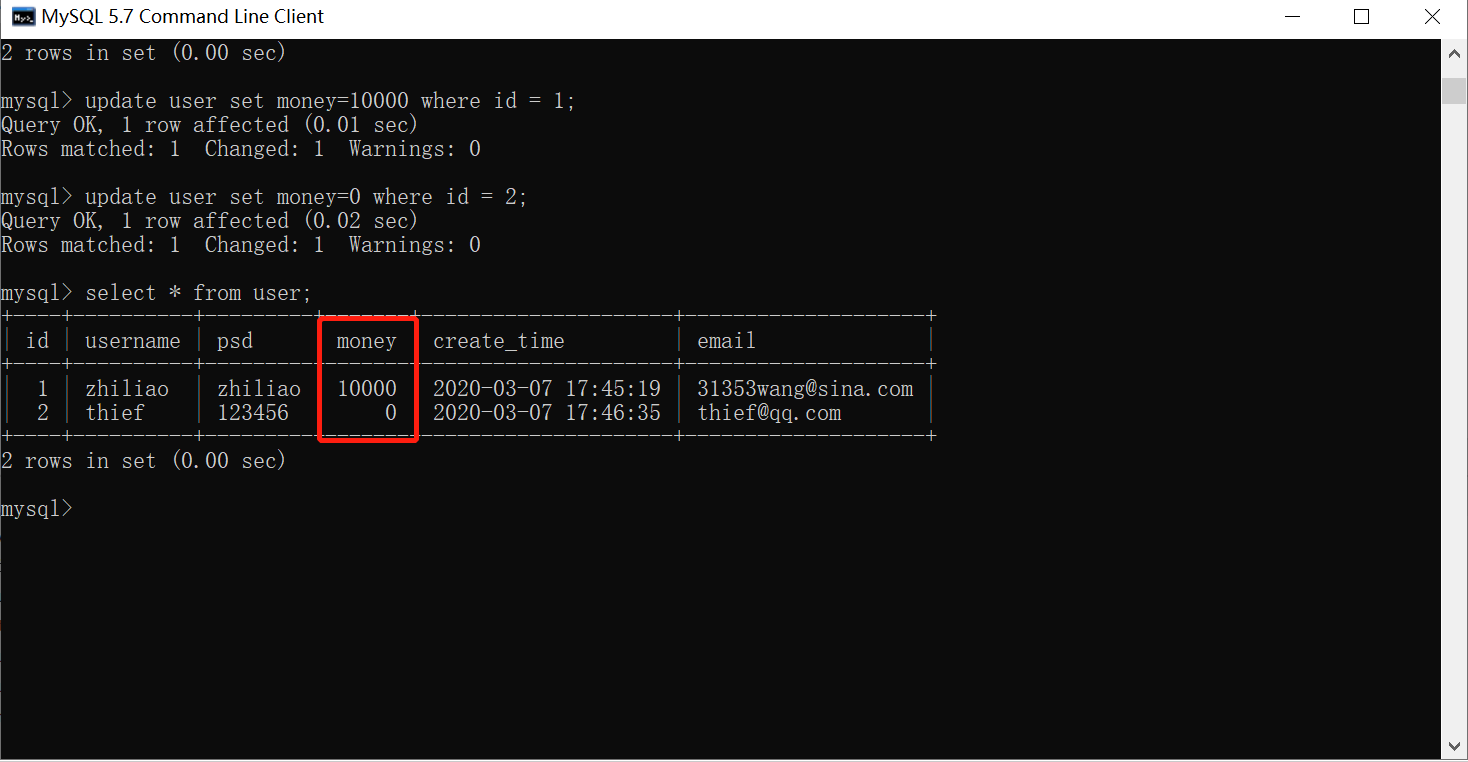 MySQL 5.7 Command Line Client
2 rows in set (0.00 sec)
mysql> update user set money=10000 where id = 1;
Query OK, 1 row affected (0.01 sec)
Rows matched: 1  Changed: 1  Warnings: 0
mysql> update user set money=0 where id = 2;
Query OK, 1 row affected (0.02 sec)
Rows matched: 1  Changed: 1  Warnings: 0
mysql> select * from user;
+----+----------+---------+-------+---------------------+--------------------+
| id | username | psd     | money | create_time         | email              |
+----+----------+---------+-------+---------------------+--------------------+
|  1 | zhiliao  | zhiliao | 10000 | 2020-03-07 17:45:19 | 31353wang@sina.com |
|  2 | thief    | 123456  |     0 | 2020-03-07 17:46:35 | thief@qq.com       |
+----+----------+---------+-------+---------------------+--------------------+
2 rows in set (0.00 sec)
mysql>